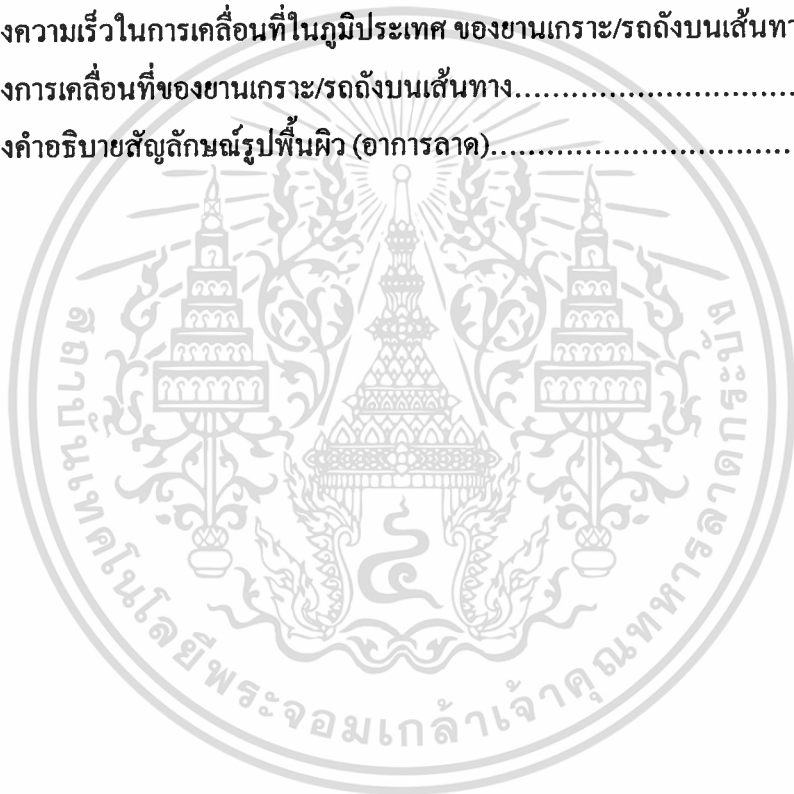 งความเร็วในการเคลื่อนที่ในภูมิประเทศ ของยานเกราะ/รถถังบนเส้นทา
งการเคลื่อนที่ของยานเกราะ/รถถังบนเส้นทาง..............................
งคำอธิบายสัญลักษณ์รูปพื้นผิว (อาการลาด)................................
สถาบันเทคโนโลยีพระจอมเกล้าเจ้าคุณทหารลาดกระบัง